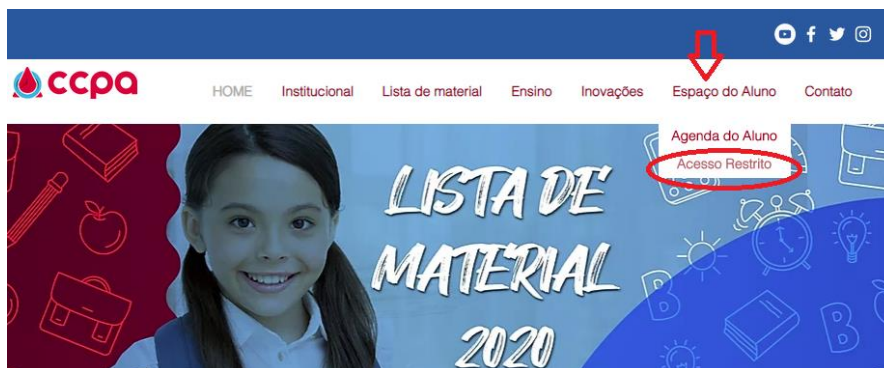 ccpa
HOME Institucional Lista de material Ensino Inovações Espaço do Aluno Contato
Agenda do Aluno
Acesso Restrito
LISTA DE
MATERIAL
2020